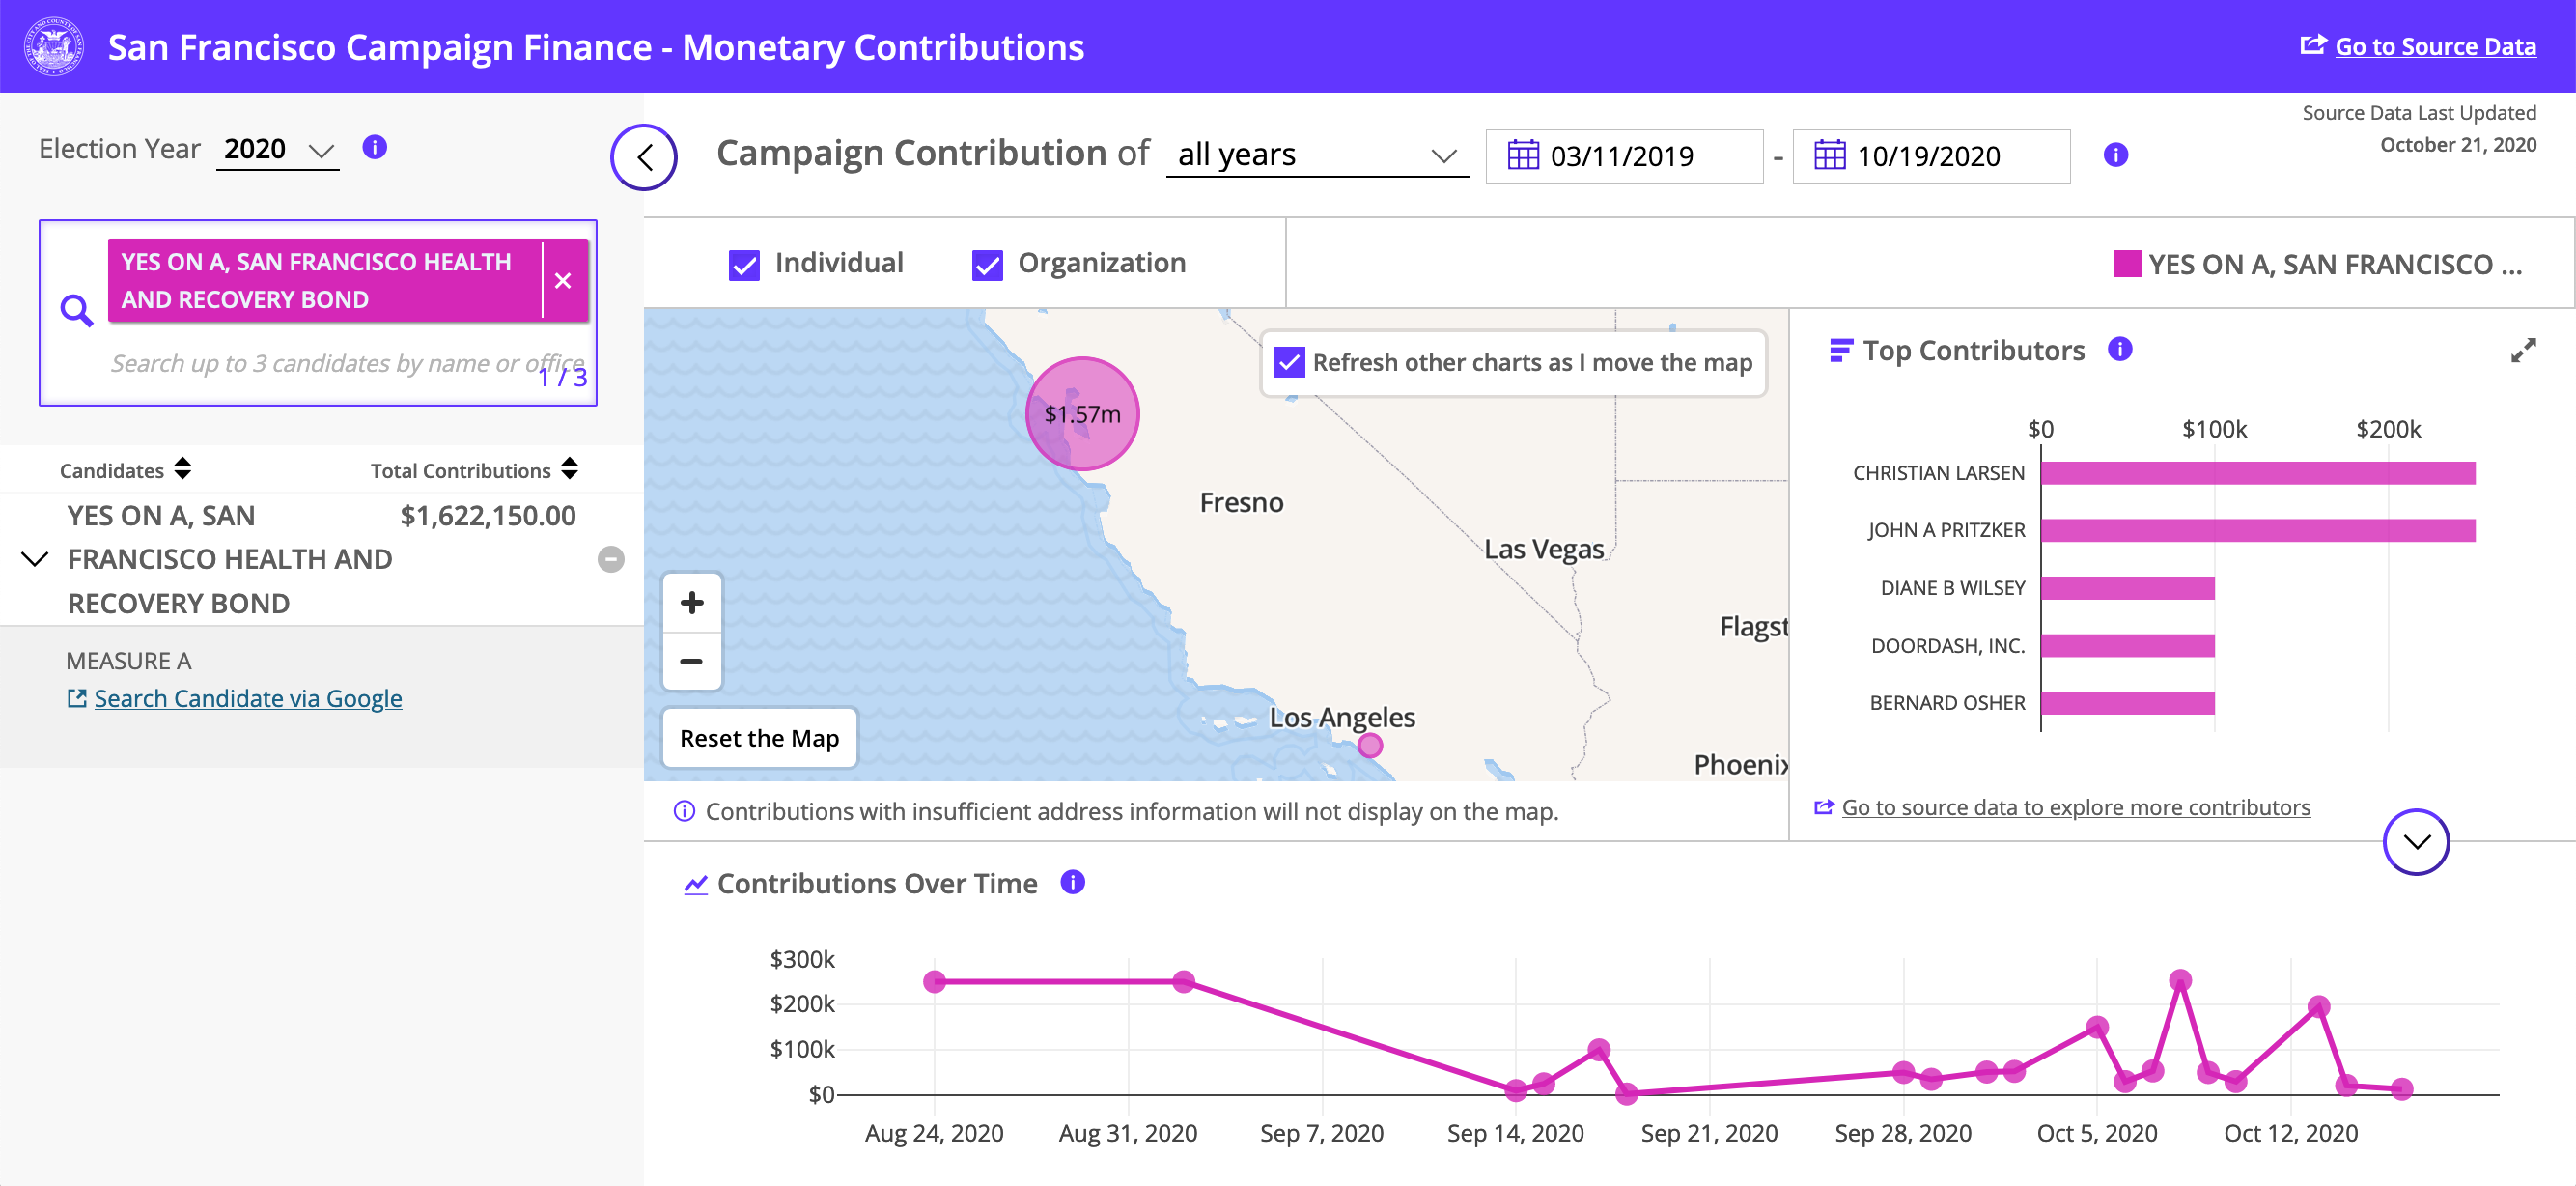 San Francisco Campaign Finance - Monetary Contributions
Go to Source Data
Election Year 2020
Campaign Contribution of all years 03/11/2019 - 10/19/2020
Source Data Last Updated
October 21, 2020
YES ON A, SAN FRANCISCO HEALTH
AND RECOVERY BOND
Search up to 3 candidates by name or office
1 / 3
Candidates Total Contributions
YES ON A, SAN $1,622,150.00
FRANCISCO HEALTH AND
RECOVERY BOND
MEASURE A
Search Candidate via Google
Individual Organization
YES ON A, SAN FRANCISCO ...
Refresh other charts as I move the map
$1.57m
Fresno
Las Vegas
Flagst
Los Angeles
Phoenix
+
−
Reset the Map
Contributions with insufficient address information will not display on the map.
Top Contributors
$0 $100k $200k
CHRISTIAN LARSEN
JOHN A PRITZKER
DIANE B WILSEY
DOORDASH, INC.
BERNARD OSHER
Go to source data to explore more contributors
Contributions Over Time
$300k
$200k
$100k
$0
Aug 24, 2020 Aug 31, 2020 Sep 7, 2020 Sep 14, 2020 Sep 21, 2020 Sep 28, 2020 Oct 5, 2020 Oct 12, 2020